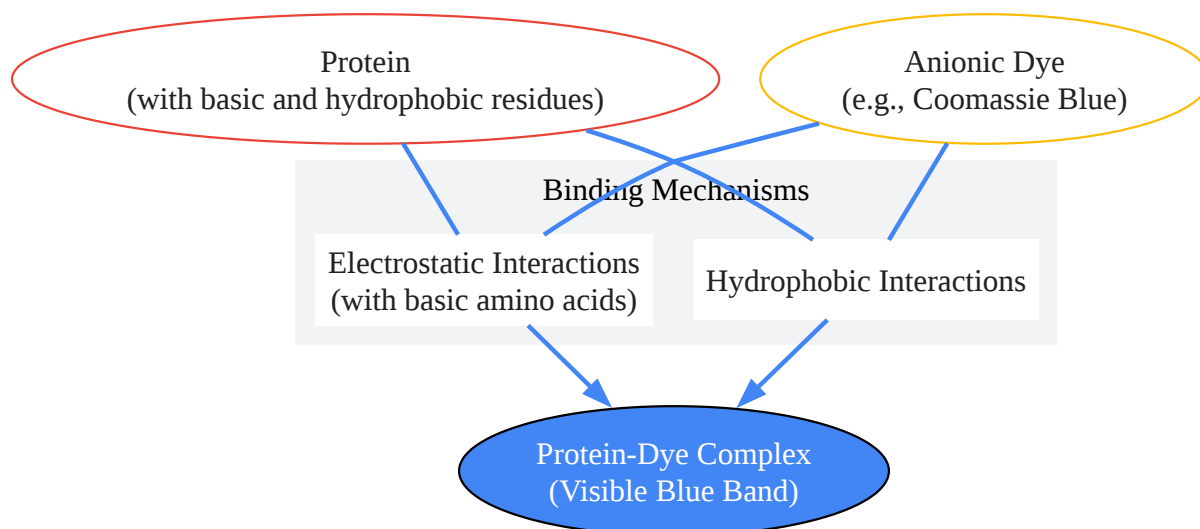 Protein
(with basic and hydrophobic residues)
Anionic Dye
(e.g., Coomassie Blue)
Binding Mechanisms
Electrostatic Interactions
(with basic amino acids)
Hydrophobic Interactions
Protein-Dye Complex
(Visible Blue Band)